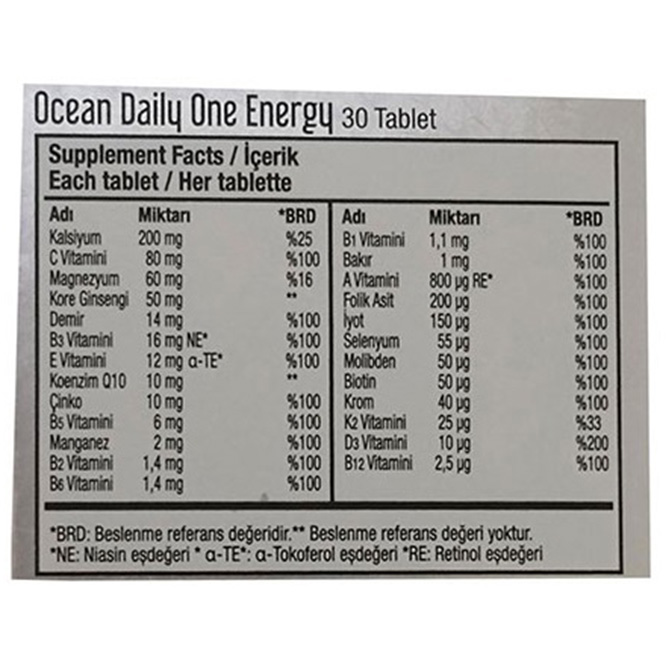 Ocean Daily One Energy 30 Tablet
Supplement Facts / İçerik
Each tablet / Her tablette
Adı Miktarı *BRD
Kalsiyum 200 mg %25
C Vitamini 80 mg %100
Magnezyum 60 mg %16
Kore Ginsengi 50 mg **
Demir 14 mg %100
B3 Vitamini 16 mg NE* %100
E Vitamini 12 mg α-TE* %100
Koenzim Q10 10 mg **
Çinko 10 mg %100
B5 Vitamini 6 mg %100
Manganez 2 mg %100
B2 Vitamini 1,4 mg %100
B6 Vitamini 1,4 mg %100
Adı Miktarı *BRD
B1 Vitamini 1,1 mg %100
Bakır 1 mg %100
A Vitamini 800 µg RE* %100
Folik Asit 200 µg %100
İyot 150 µg %100
Selenyum 55 µg %100
Molibden 50 µg %100
Biotin 50 µg %100
Krom 40 µg %100
K2 Vitamini 25 µg %33
D3 Vitamini 10 µg %200
B12 Vitamini 2,5 µg %100
*BRD: Beslenme referans değeridir.** Beslenme referans değeri yoktur.
*NE: Niasin eşdeğeri * α-TE*: α-Tokoferol eşdeğeri *RE: Retinol eşdeğeri